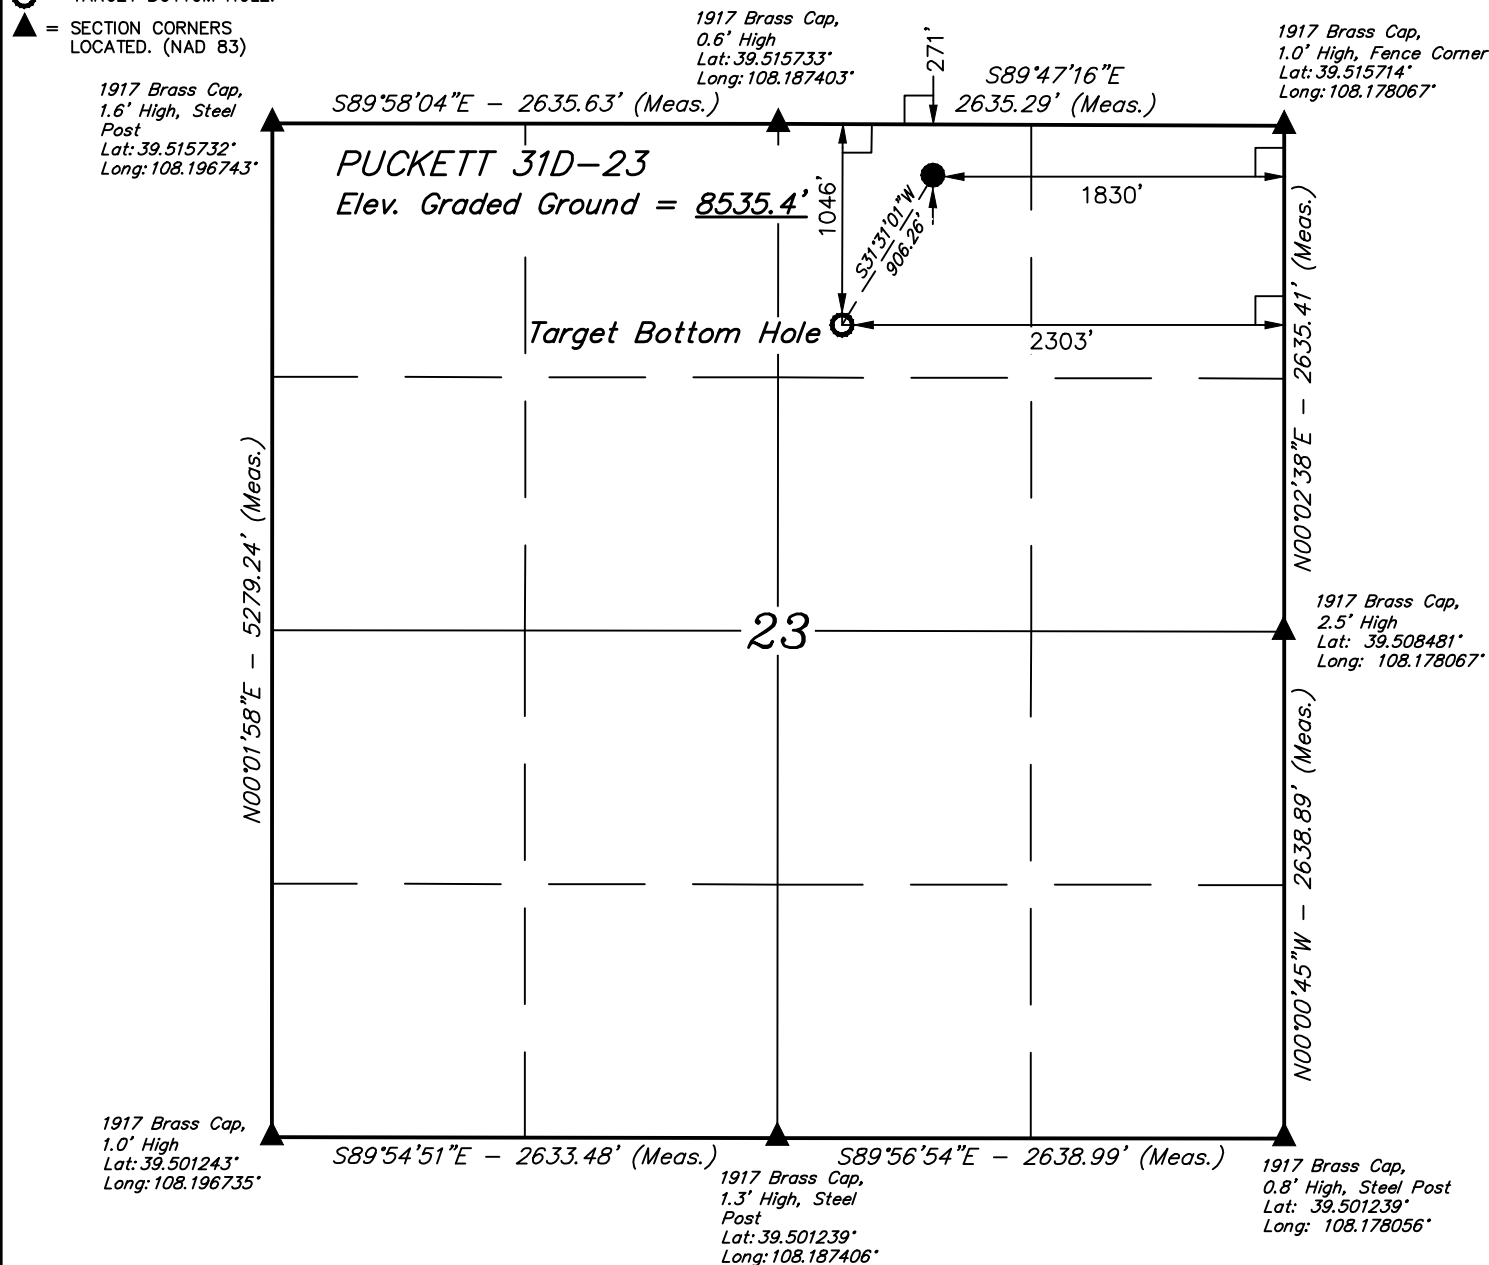 TARGET BOTTOM HOLE.
= SECTION CORNERS
LOCATED. (NAD 83)
1917 Brass Cap,
1.6' High, Steel
Post
Lat: 39.515732°
Long: 108.196743°
S89°58'04"E – 2635.63' (Meas.)
1917 Brass Cap,
0.6' High
Lat: 39.515733°
Long: 108.187403°
271'
S89°47'16"E
2635.29' (Meas.)
1917 Brass Cap,
1.0' High, Fence Corner
Lat: 39.515714°
Long: 108.178067°
PUCKETT 31D–23
Elev. Graded Ground = 8535.4'
1046'
S31°31'01"W
906.26'
1830'
Target Bottom Hole
2303'
N00°02'38"E – 2635.41' (Meas.)
N00°01'58"E – 5279.24' (Meas.)
23
1917 Brass Cap,
2.5' High
Lat: 39.508481°
Long: 108.178067°
N00°00'45"W – 2638.89' (Meas.)
1917 Brass Cap,
1.0' High
Lat: 39.501243°
Long: 108.196735°
S89°54'51"E – 2633.48' (Meas.)
1917 Brass Cap,
1.3' High, Steel
Post
Lat: 39.501239°
Long: 108.187406°
S89°56'54"E – 2638.99' (Meas.)
1917 Brass Cap,
0.8' High, Steel Post
Lat: 39.501239°
Long: 108.178056°